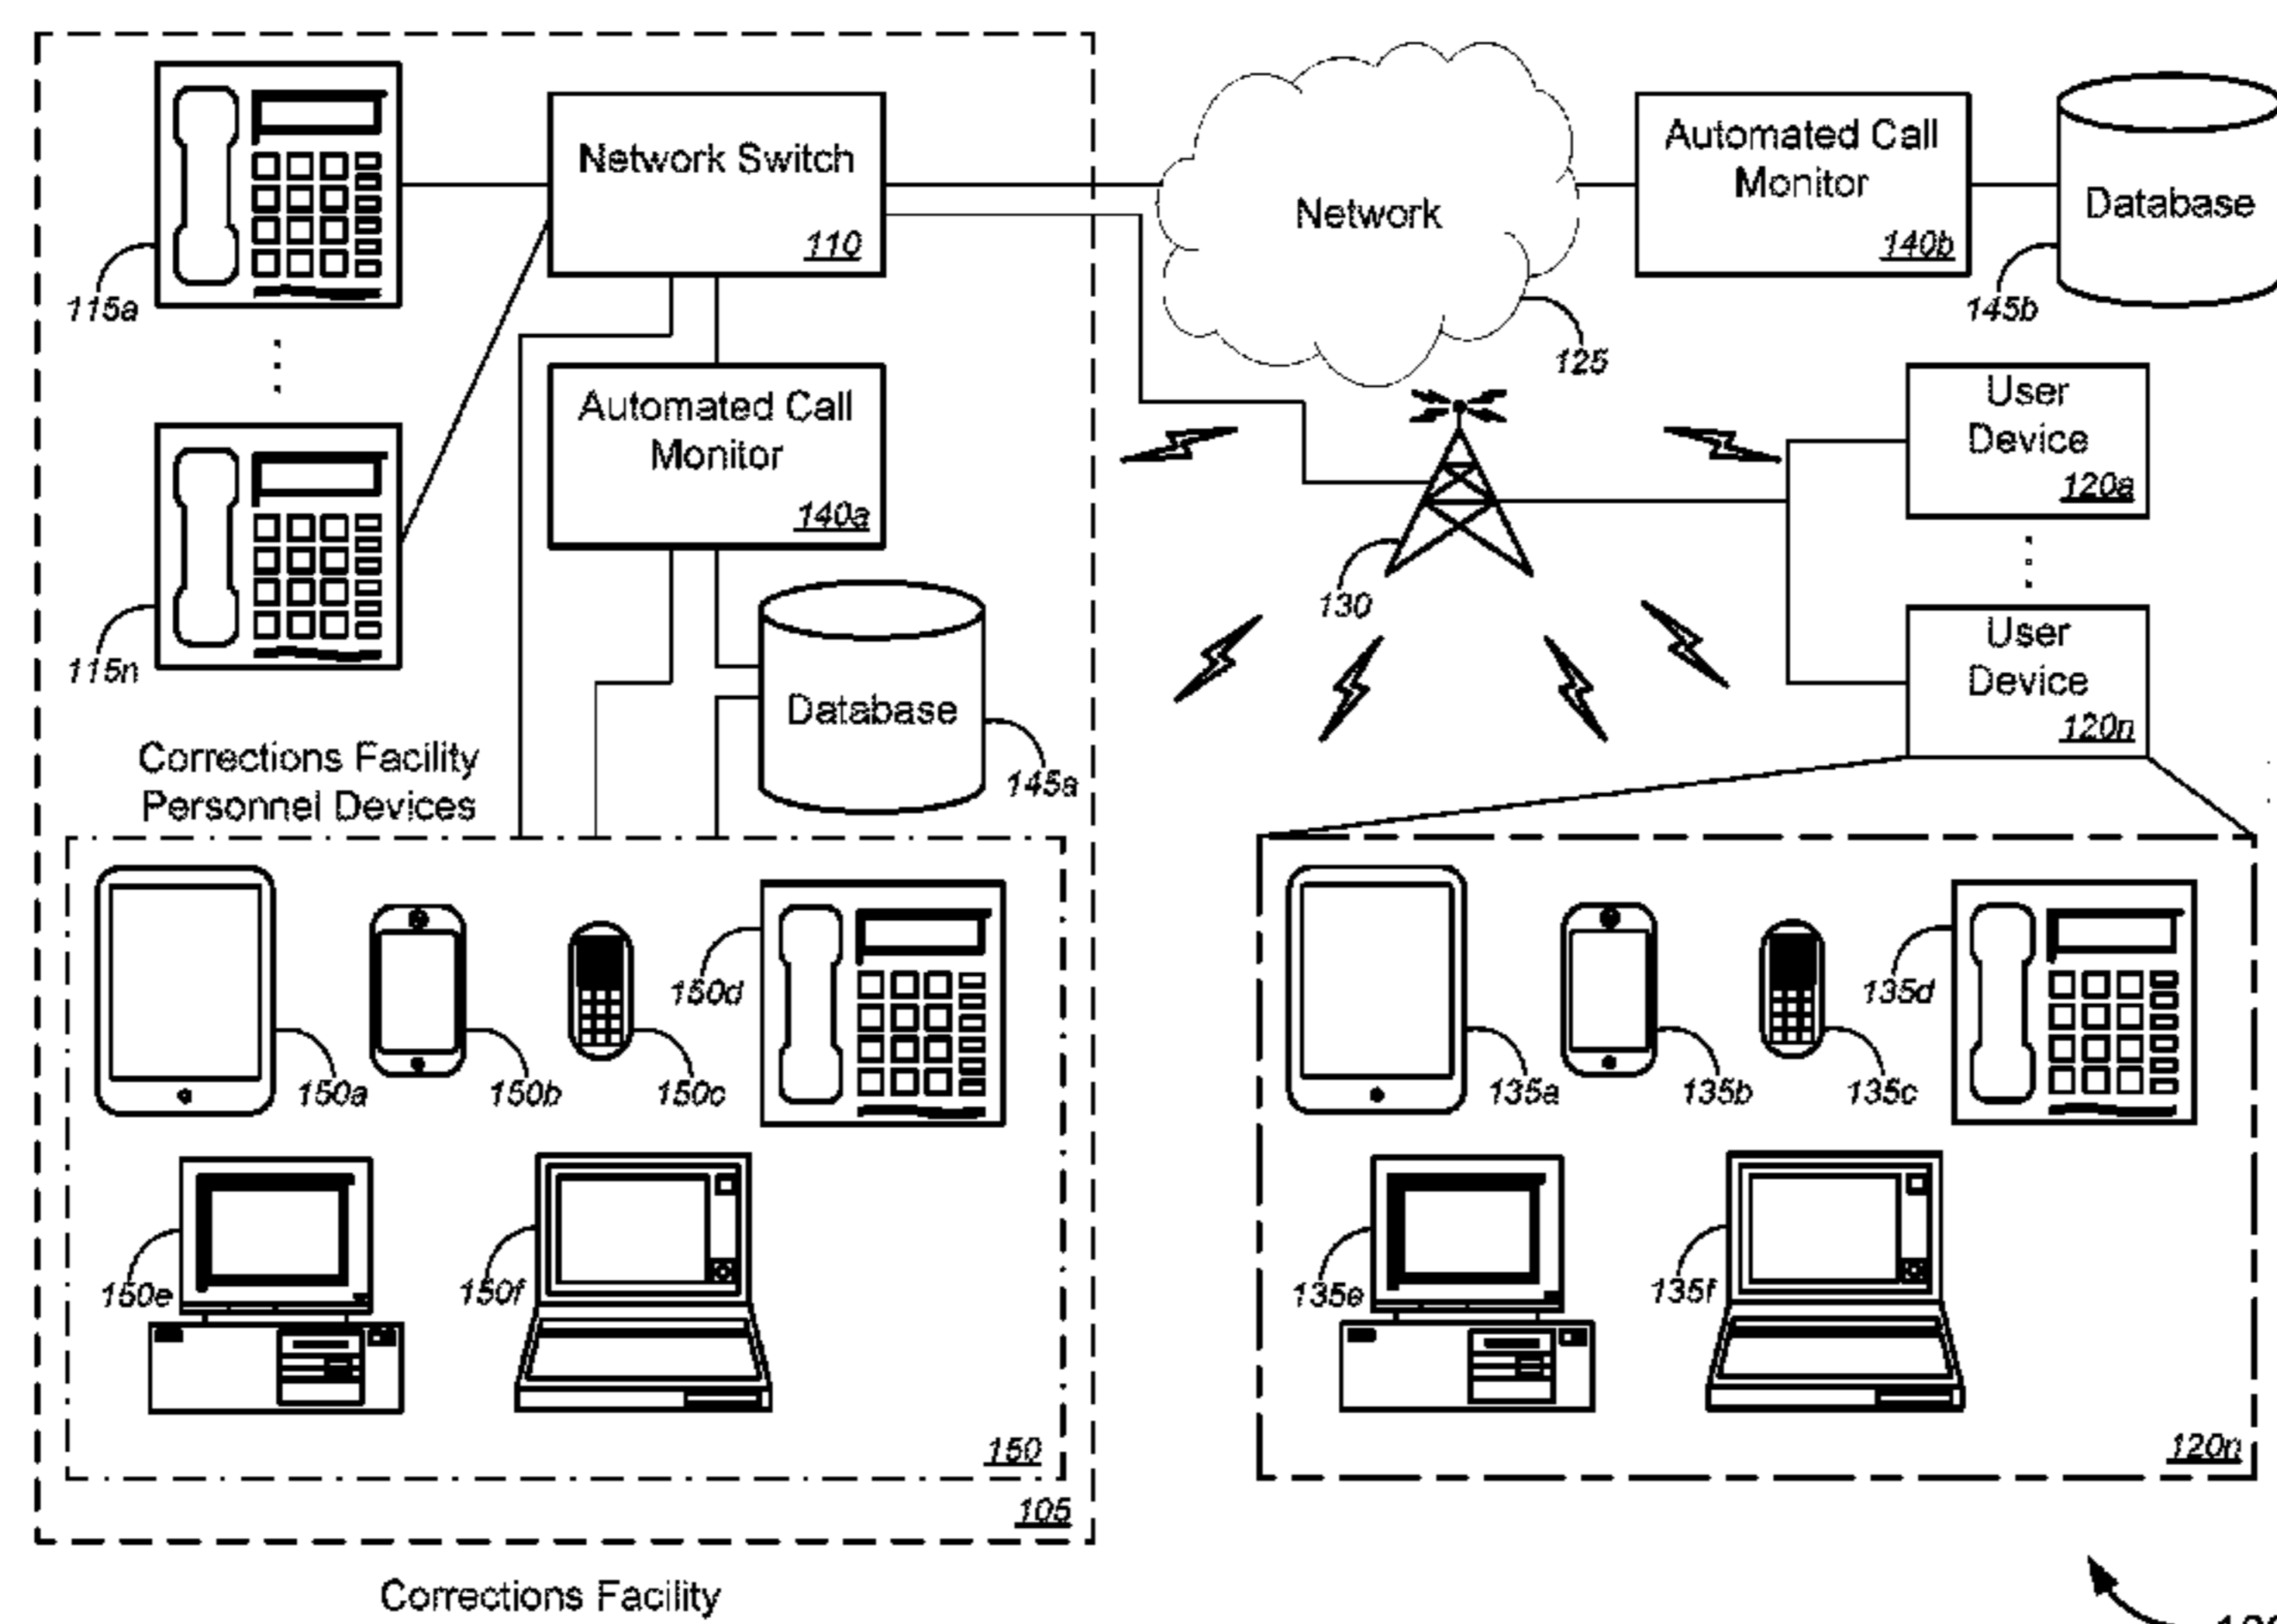 Network Switch
110
115a
115n
Automated Call
Monitor
140a
Database
145a
Network
125
Automated Call
Monitor
140b
Database
145b
130
User
Device
120a
User
Device
120n
Corrections Facility
Personnel Devices
150a
150b
150c
150d
150e
150f
150
105
Corrections Facility
135a
135b
135c
135d
135e
135f
120n